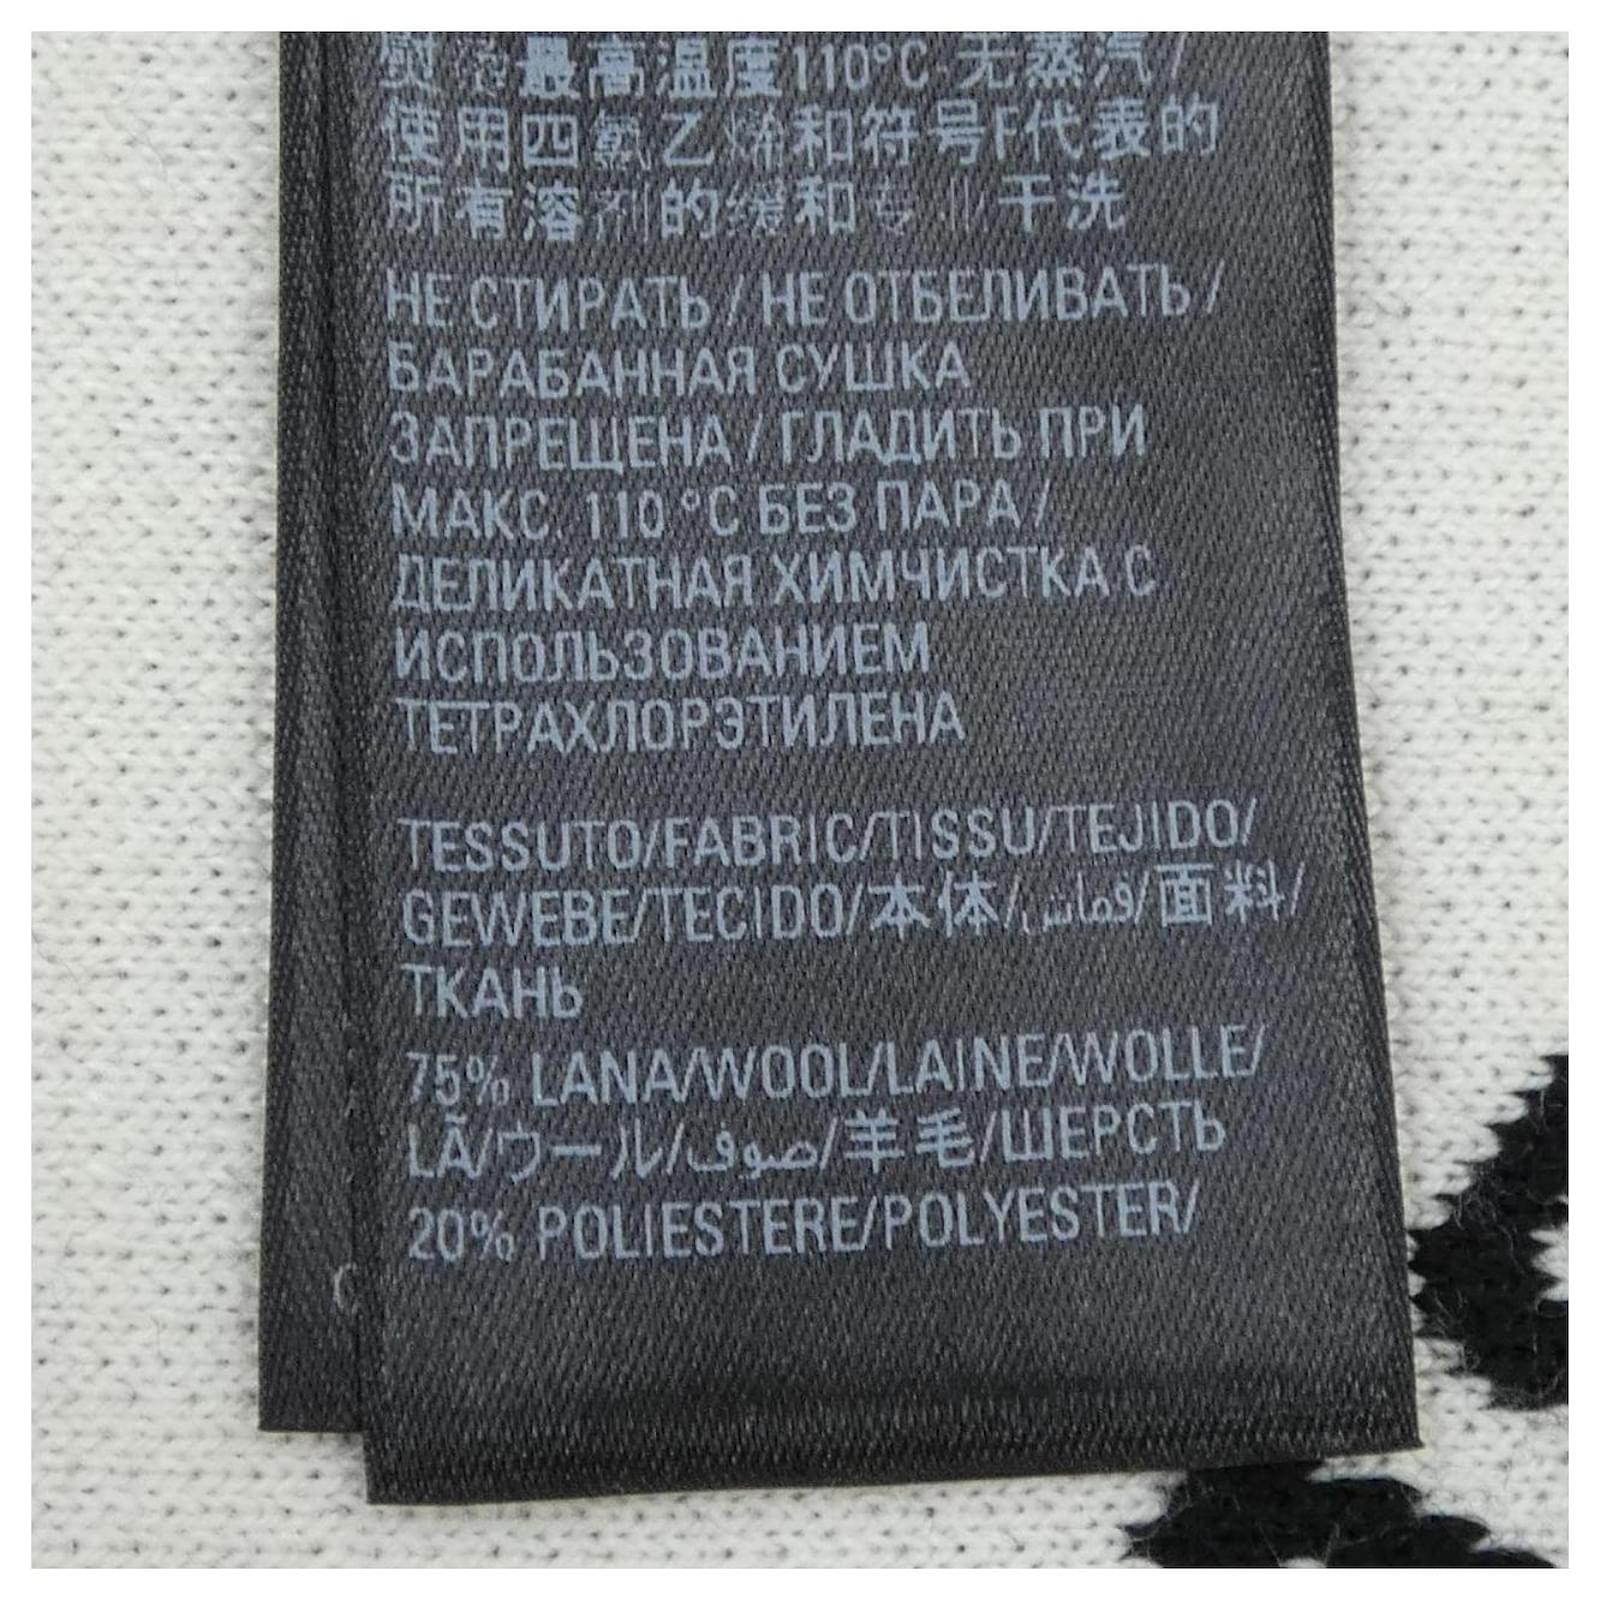 熨烫最高温度110°C·无蒸汽/
使用四氯乙烯和符号F代表的
所有溶剂的缓和专业干洗
НЕ СТИРАТЬ / НЕ ОТБЕЛИВАТЬ /
БАРАБАННАЯ СУШКА
ЗАПРЕЩЕНА / ГЛАДИТЬ ПРИ
МАКС. 110 °C БЕЗ ПАРА /
ДЕЛИКАТНАЯ ХИМЧИСТКА С
ИСПОЛЬЗОВАНИЕМ
ТЕТРАХЛОРЭТИЛЕНА
TESSUTO/FABRIC/TISSU/TEJIDO/
GEWEBE/TECIDO/本体/قماش/面料/
ТКАНЬ
75% LANA/WOOL/LAINE/WOLLE/
LÃ/ウール/صوف/羊毛/ШЕРСТЬ
20% POLIESTERE/POLYESTER/